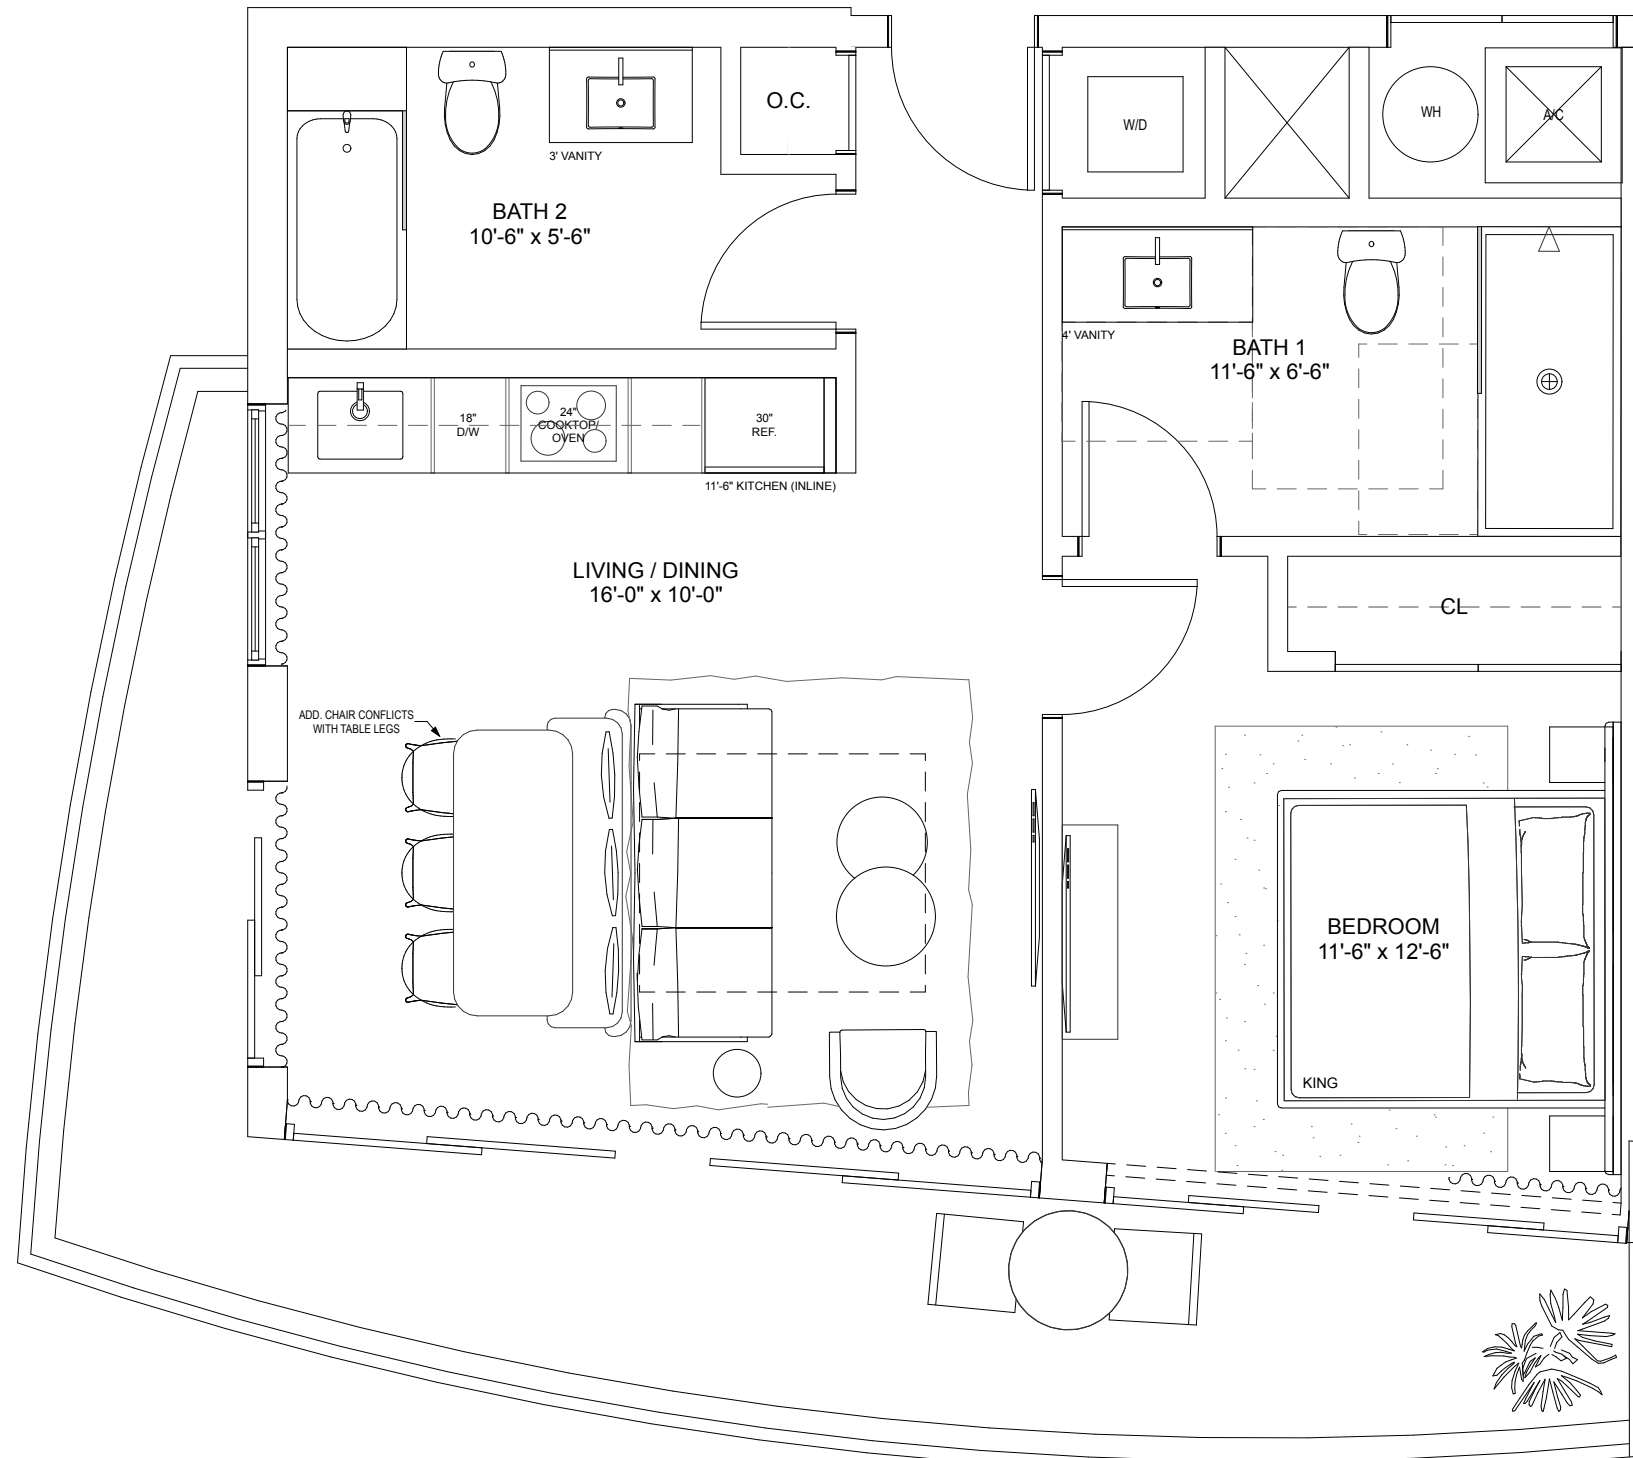 O.C.
W/D
WH
A/C
3' VANITY
BATH 2
10'-6" x 5'-6"
4' VANITY
BATH 1
11'-6" x 6'-6"
18"
D/W
24"
COOKTOP/
OVEN
30"
REF.
11'-6" KITCHEN (INLINE)
LIVING / DINING
16'-0" x 10'-0"
CL
ADD. CHAIR CONFLICTS
WITH TABLE LEGS
BEDROOM
11'-6" x 12'-6"
KING